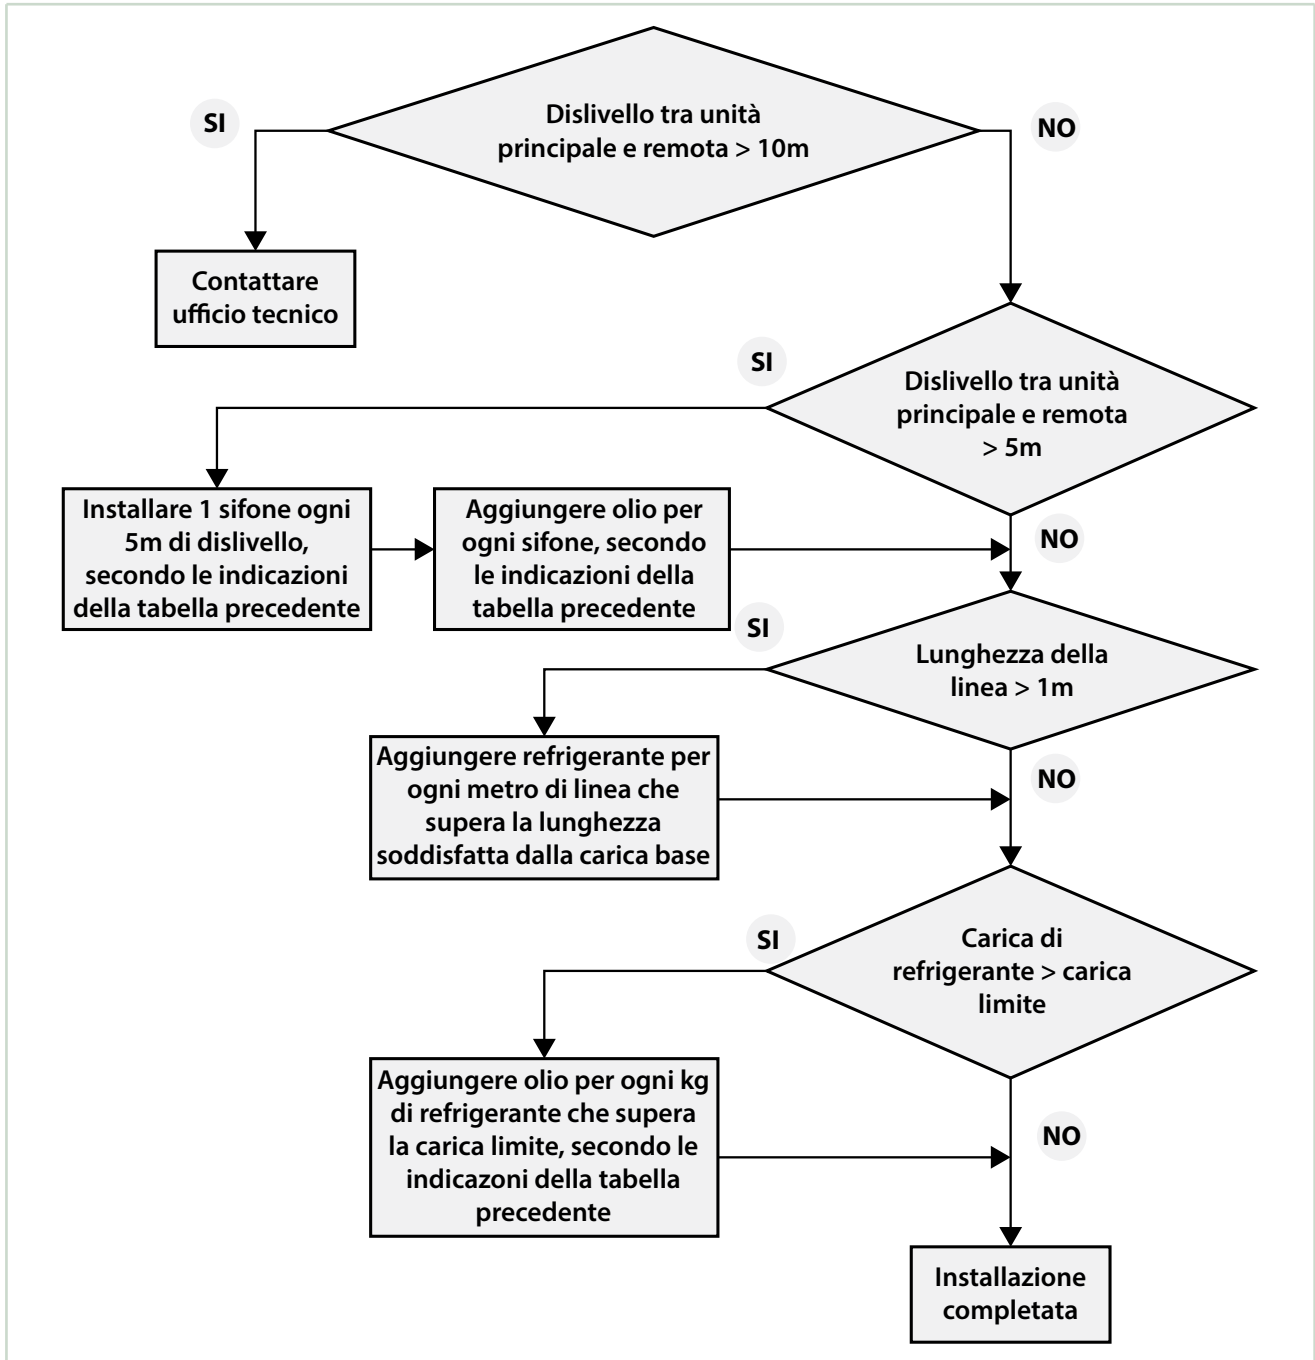 Dislivello tra unità
principale e remota > 10m
SI
NO
Contattare
ufficio tecnico
SI
Dislivello tra unità
principale e remota
> 5m
Installare 1 sifone ogni
5m di dislivello,
secondo le indicazioni
della tabella precedente
Aggiungere olio per
ogni sifone, secondo
le indicazioni della
tabella precedente
NO
SI
Lunghezza della
linea > 1m
Aggiungere refrigerante per
ogni metro di linea che
supera la lunghezza
soddisfatta dalla carica base
NO
SI
Carica di
refrigerante > carica
limite
Aggiungere olio per ogni kg
di refrigerante che supera
la carica limite, secondo le
indicazoni della tabella
precedente
NO
Installazione
completata